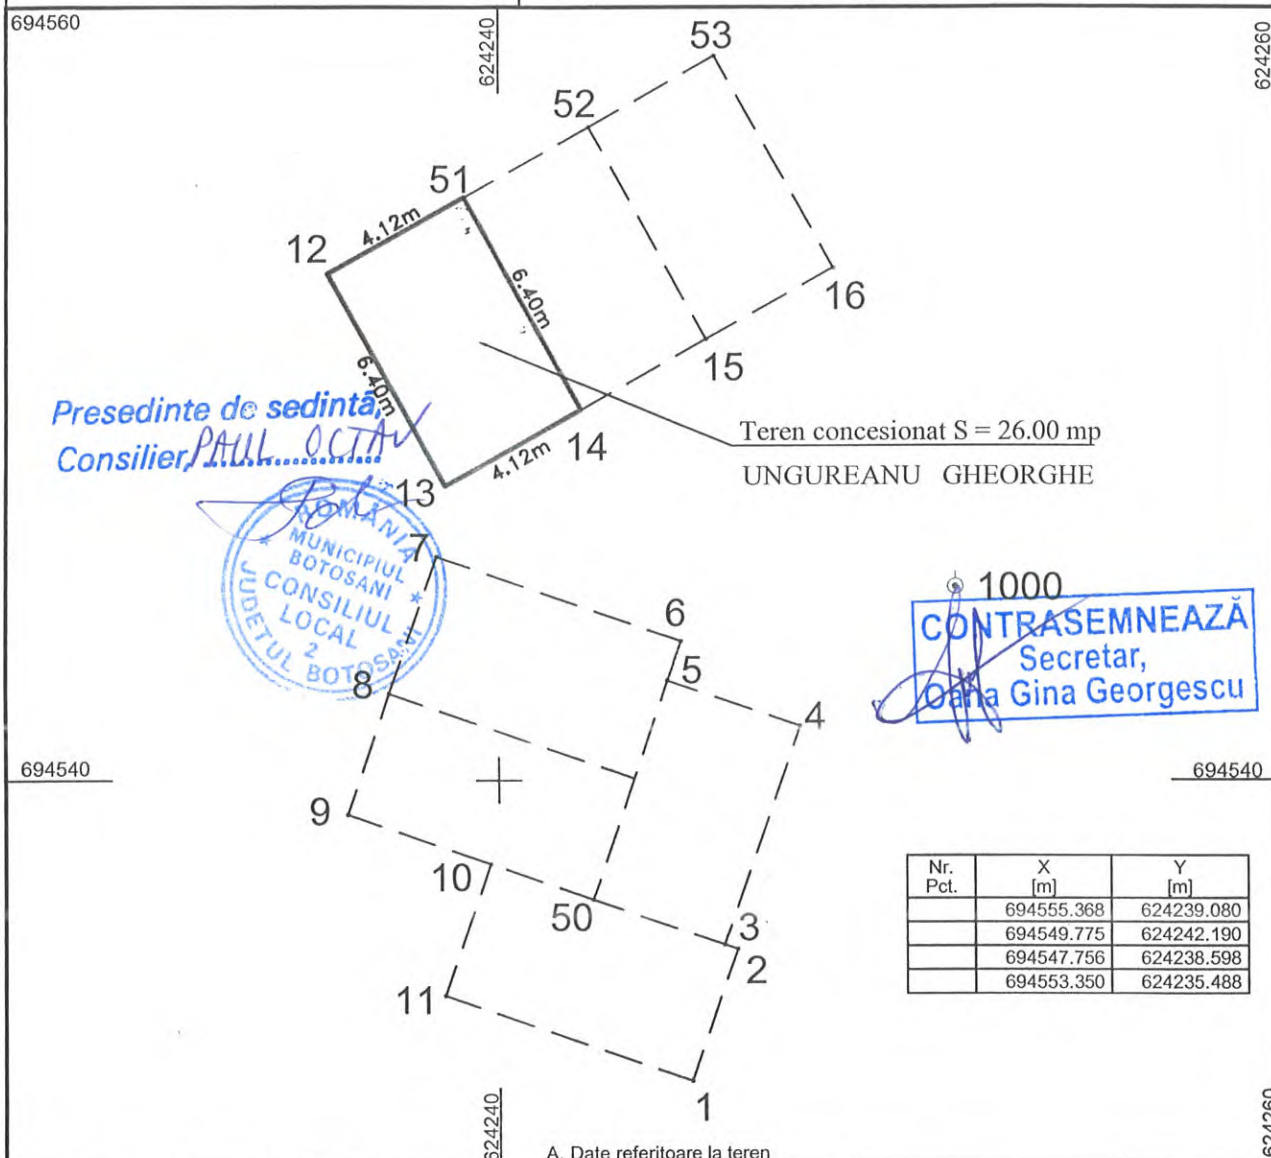 694560
624240
624260
53
52
51
4.12m
12
6.40m
16
15
6.40m
Presedinte de sedintă,
Consilier, PAUL OCTAV
Teren concesionat S = 26.00 mp
14
4.12m
UNGUREANU GHEORGHE
13
ROMÂNIA
MUNICIPIUL
BOTOSANI
CONSILIUL
LOCAL
2
JUDETUL BOTOSANI
7
1000
CONTRASEMNEAZĂ
Secretar,
Oana Gina Georgescu
6
5
8
4
694540
694540
9
10
50
3
2
11
1
Nr. Pct. X [m] Y [m]
694555.368 624239.080
694549.775 624242.190
694547.756 624238.598
694553.350 624235.488
624240
624260
A. Date referitoare la teren